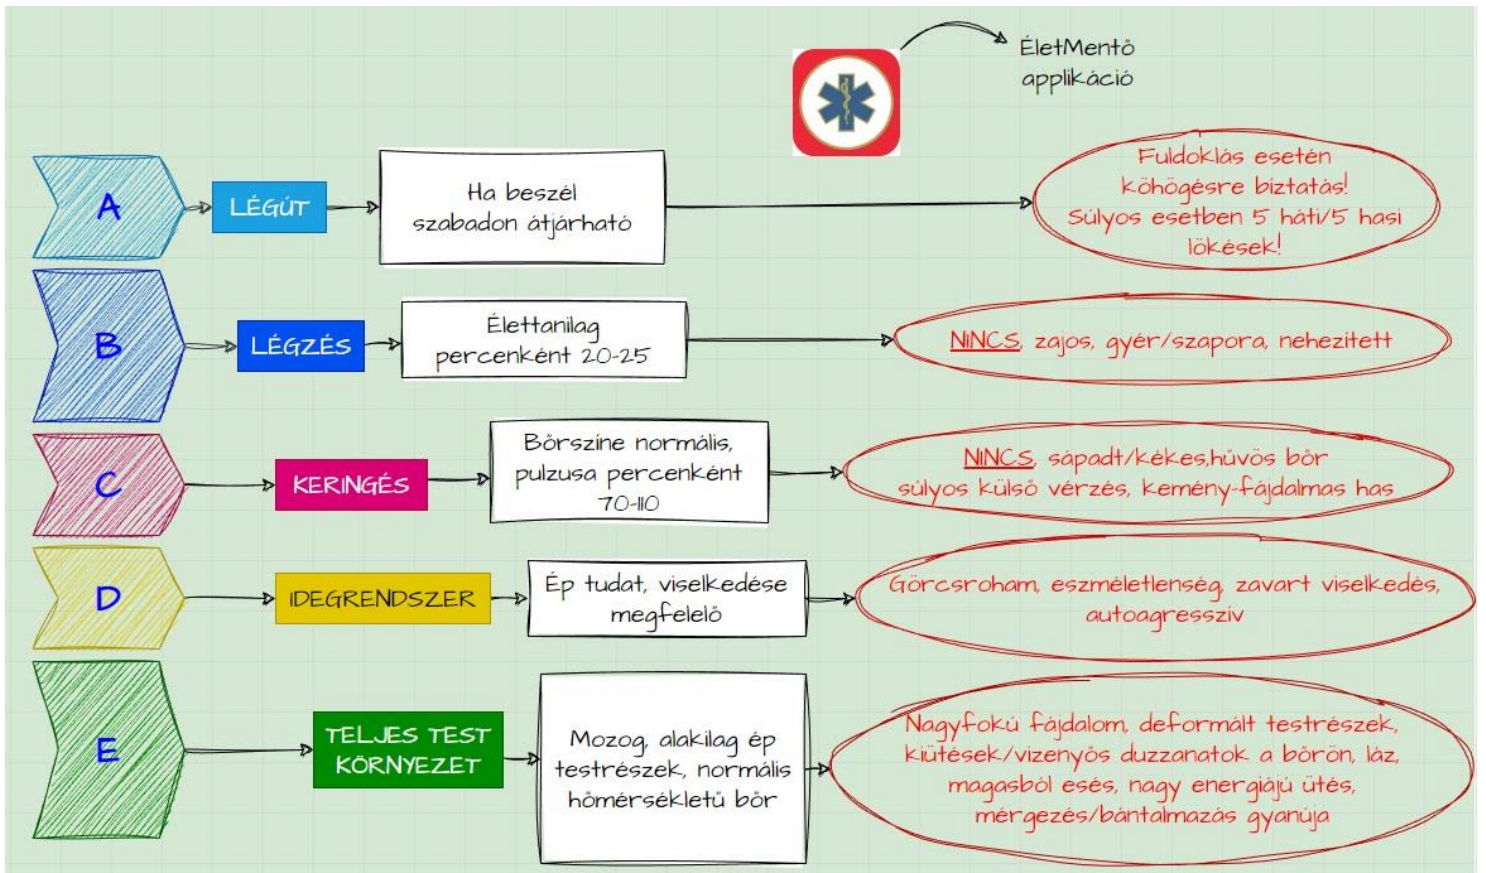 ÉletMentő
applikáció
A
LÉGÚT
Ha beszél
szabadon átjárható
Fuldoklás esetén
köhögésre biztatás!
Súlyos esetben 5 háti/5 hasi
lökések!
B
LÉGZÉS
Élettanilag
percenként 20-25
NINCS, zajos, gyér/szapora, nehezített
C
KERINGÉS
Bőrszíne normális,
pulzusa percenként
70-110
NINCS, sápadt/kékes,hűvös bőr
súlyos külső vérzés, kemény-fájdalmas has
D
IDEGRENDSZER
Ép tudat, viselkedése
megfelelő
Görcsroham, eszméletlenség, zavart viselkedés,
autoagresszív
E
TELJES TEST
KÖRNYEZET
Mozog, alakilag ép
testrészek, normális
hőmérsékletű bőr
Nagyfokú fájdalom, deformált testrészek,
kiütések/vizenyős duzzanatok a bőrön, láz,
magasból esés, nagy energiájú ütés,
mérgezés/bántalmazás gyanúja